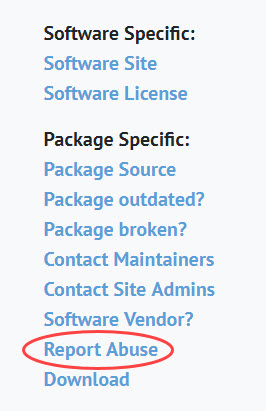 Software Specific:
Software Site
Software License
Package Specific:
Package Source
Package outdated?
Package broken?
Contact Maintainers
Contact Site Admins
Software Vendor?
Report Abuse
Download